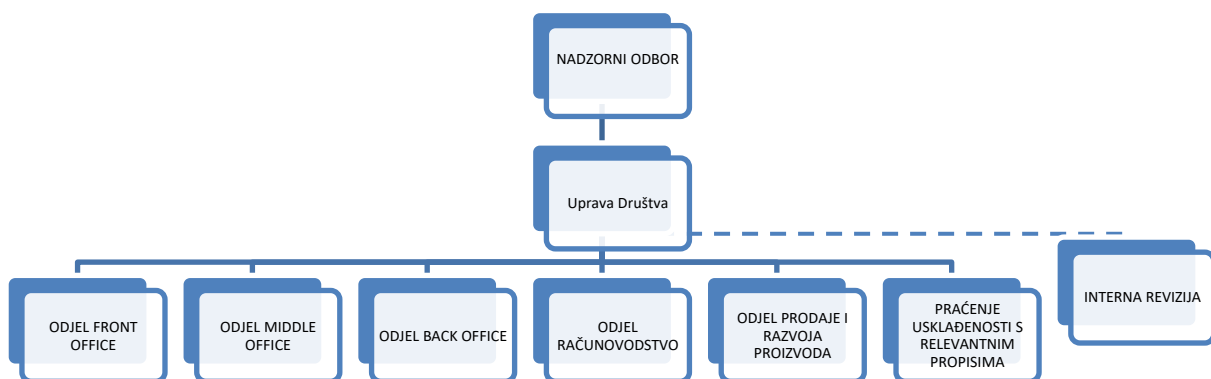 NADZORNI ODBOR
Uprava Društva
ODJEL FRONT
OFFICE
ODJEL MIDDLE
OFFICE
ODJEL BACK OFFICE
ODJEL
RAČUNOVODSTVO
ODJEL PRODAJE I
RAZVOJA
PROIZVODA
PRAĆENJE
USKLAĐENOSTI S
RELEVANTNIM
PROPISIMA
INTERNA REVIZIJA